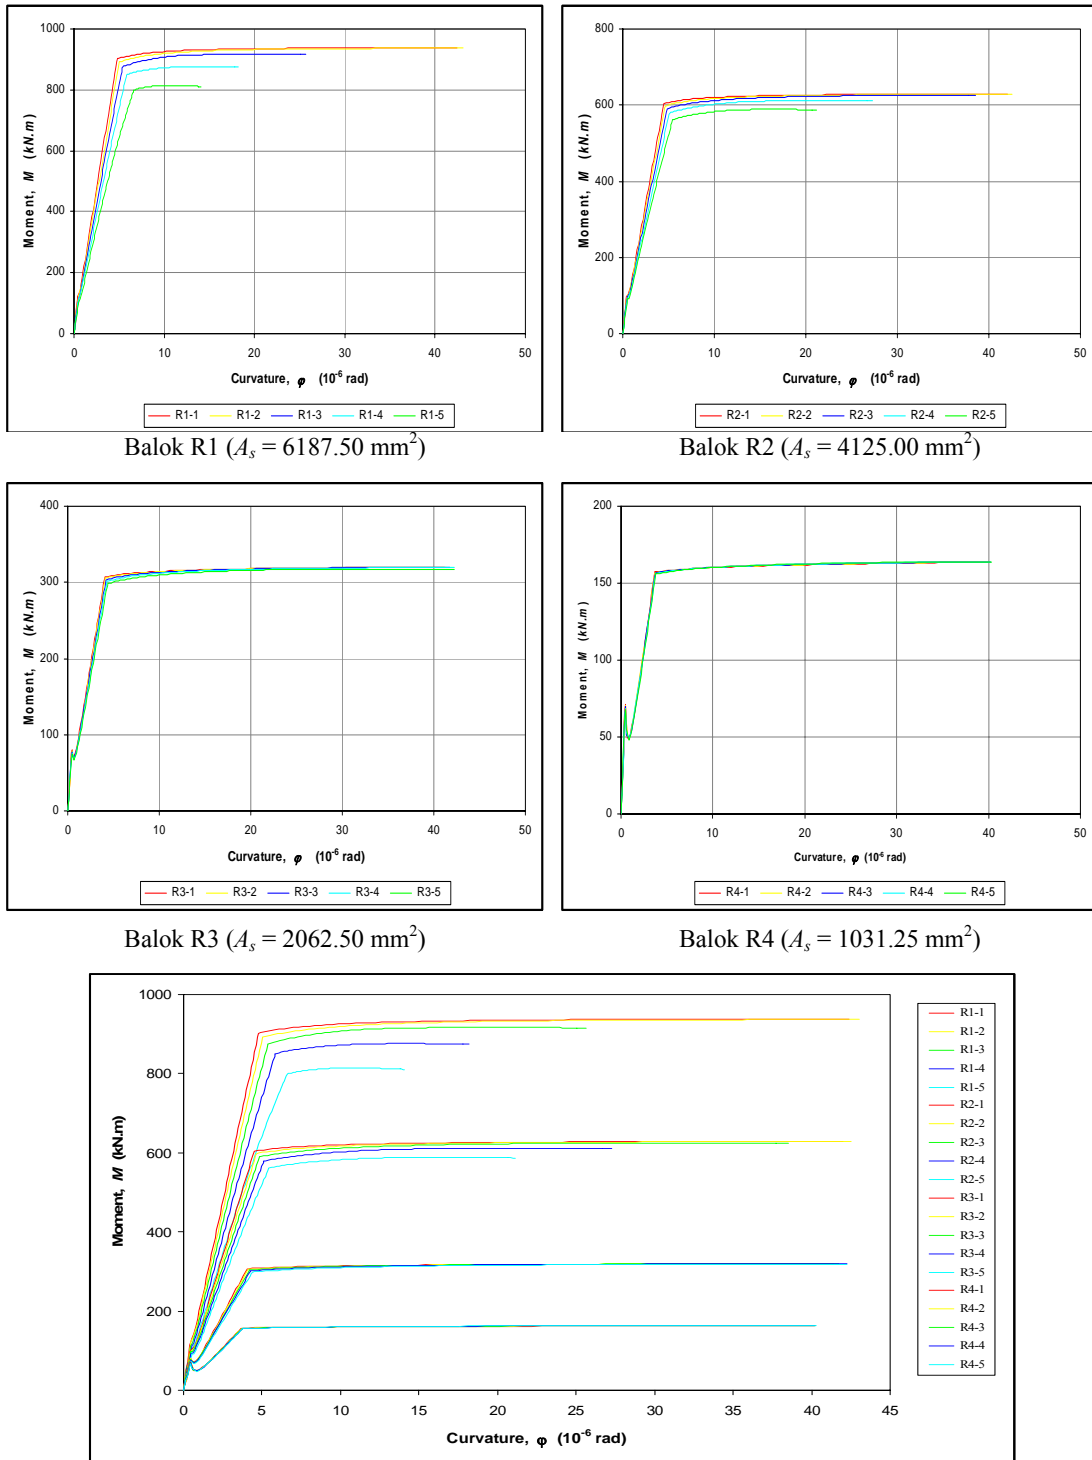 1000
800
600
400
200
0
Moment, M (kN.m)
0 10 20 30 40 50
Curvature, φ (10⁻⁶ rad)
R1-1 R1-2 R1-3 R1-4 R1-5
Balok R1 (Aₛ = 6187.50 mm²)
800
600
400
200
0
Moment, M (kN.m)
0 10 20 30 40 50
Curvature, φ (10⁻⁶ rad)
R2-1 R2-2 R2-3 R2-4 R2-5
Balok R2 (Aₛ = 4125.00 mm²)
400
300
200
100
0
Moment, M (kN.m)
0 10 20 30 40 50
Curvature, φ (10⁻⁶ rad)
R3-1 R3-2 R3-3 R3-4 R3-5
Balok R3 (Aₛ = 2062.50 mm²)
200
150
100
50
0
Moment, M (kN.m)
0 10 20 30 40 50
Curvature, φ (10⁻⁶ rad)
R4-1 R4-2 R4-3 R4-4 R4-5
Balok R4 (Aₛ = 1031.25 mm²)
1000
800
600
400
200
0
Moment, M (kN.m)
0 5 10 15 20 25 30 35 40 45
Curvature, φ (10⁻⁶ rad)
R1-1
R1-2
R1-3
R1-4
R1-5
R2-1
R2-2
R2-3
R2-4
R2-5
R3-1
R3-2
R3-3
R3-4
R3-5
R4-1
R4-2
R4-3
R4-4
R4-5